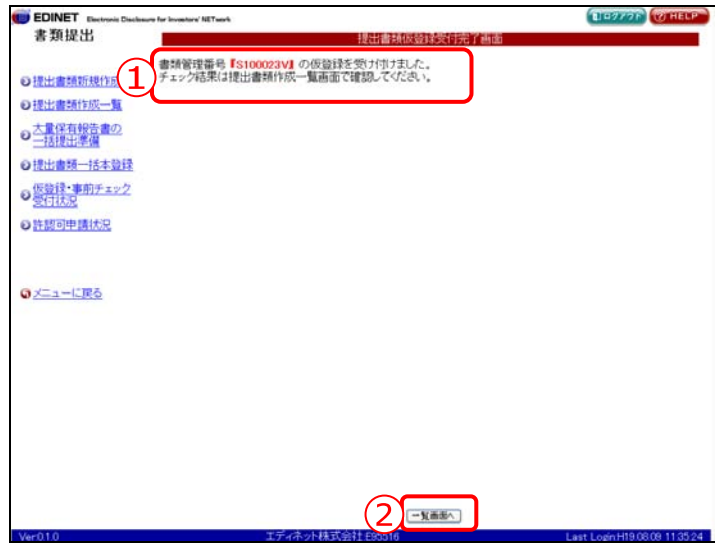 EDINET Electronic Disclosure for Investors' NETwork
ログアウト
HELP
書類提出
提出書類仮登録受付完了画面
①
書類管理番号『S100023V』の仮登録を受け付けました。
チェック結果は提出書類作成一覧画面で確認してください。
提出書類新規作成
提出書類作成一覧
大量保有報告書の
一括提出準備
提出書類一括本登録
仮登録・事前チェック
受付状況
許認可申請状況
メニューに戻る
②
一覧画面へ
Ver0.1.0
エディネット株式会社 E95516
Last Login:H19.08.09 11:35:24